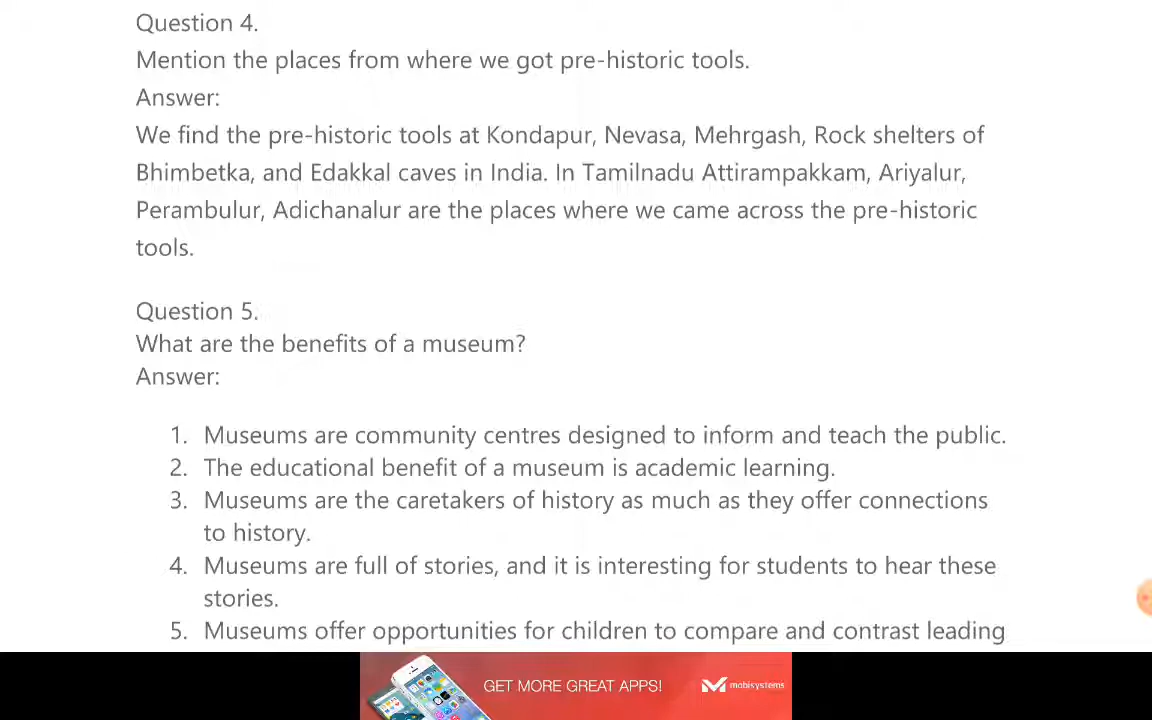 Question 4.
Mention the places from where we got pre-historic tools.
Answer:
We find the pre-historic tools at Kondapur, Nevasa, Mehrgash, Rock shelters of
Bhimbetka, and Edakkal caves in India. In Tamilnadu Attirampakkam, Ariyalur,
Perambulur, Adichanalur are the places where we came across the pre-historic
tools.
Question 5.
What are the benefits of a museum?
Answer:
1. Museums are community centres designed to inform and teach the public.
2. The educational benefit of a museum is academic learning.
3. Museums are the caretakers of history as much as they offer connections
to history.
4. Museums are full of stories, and it is interesting for students to hear these
stories.
5. Museums offer opportunities for children to compare and contrast leading
GET MORE GREAT APPS!
mobisystems